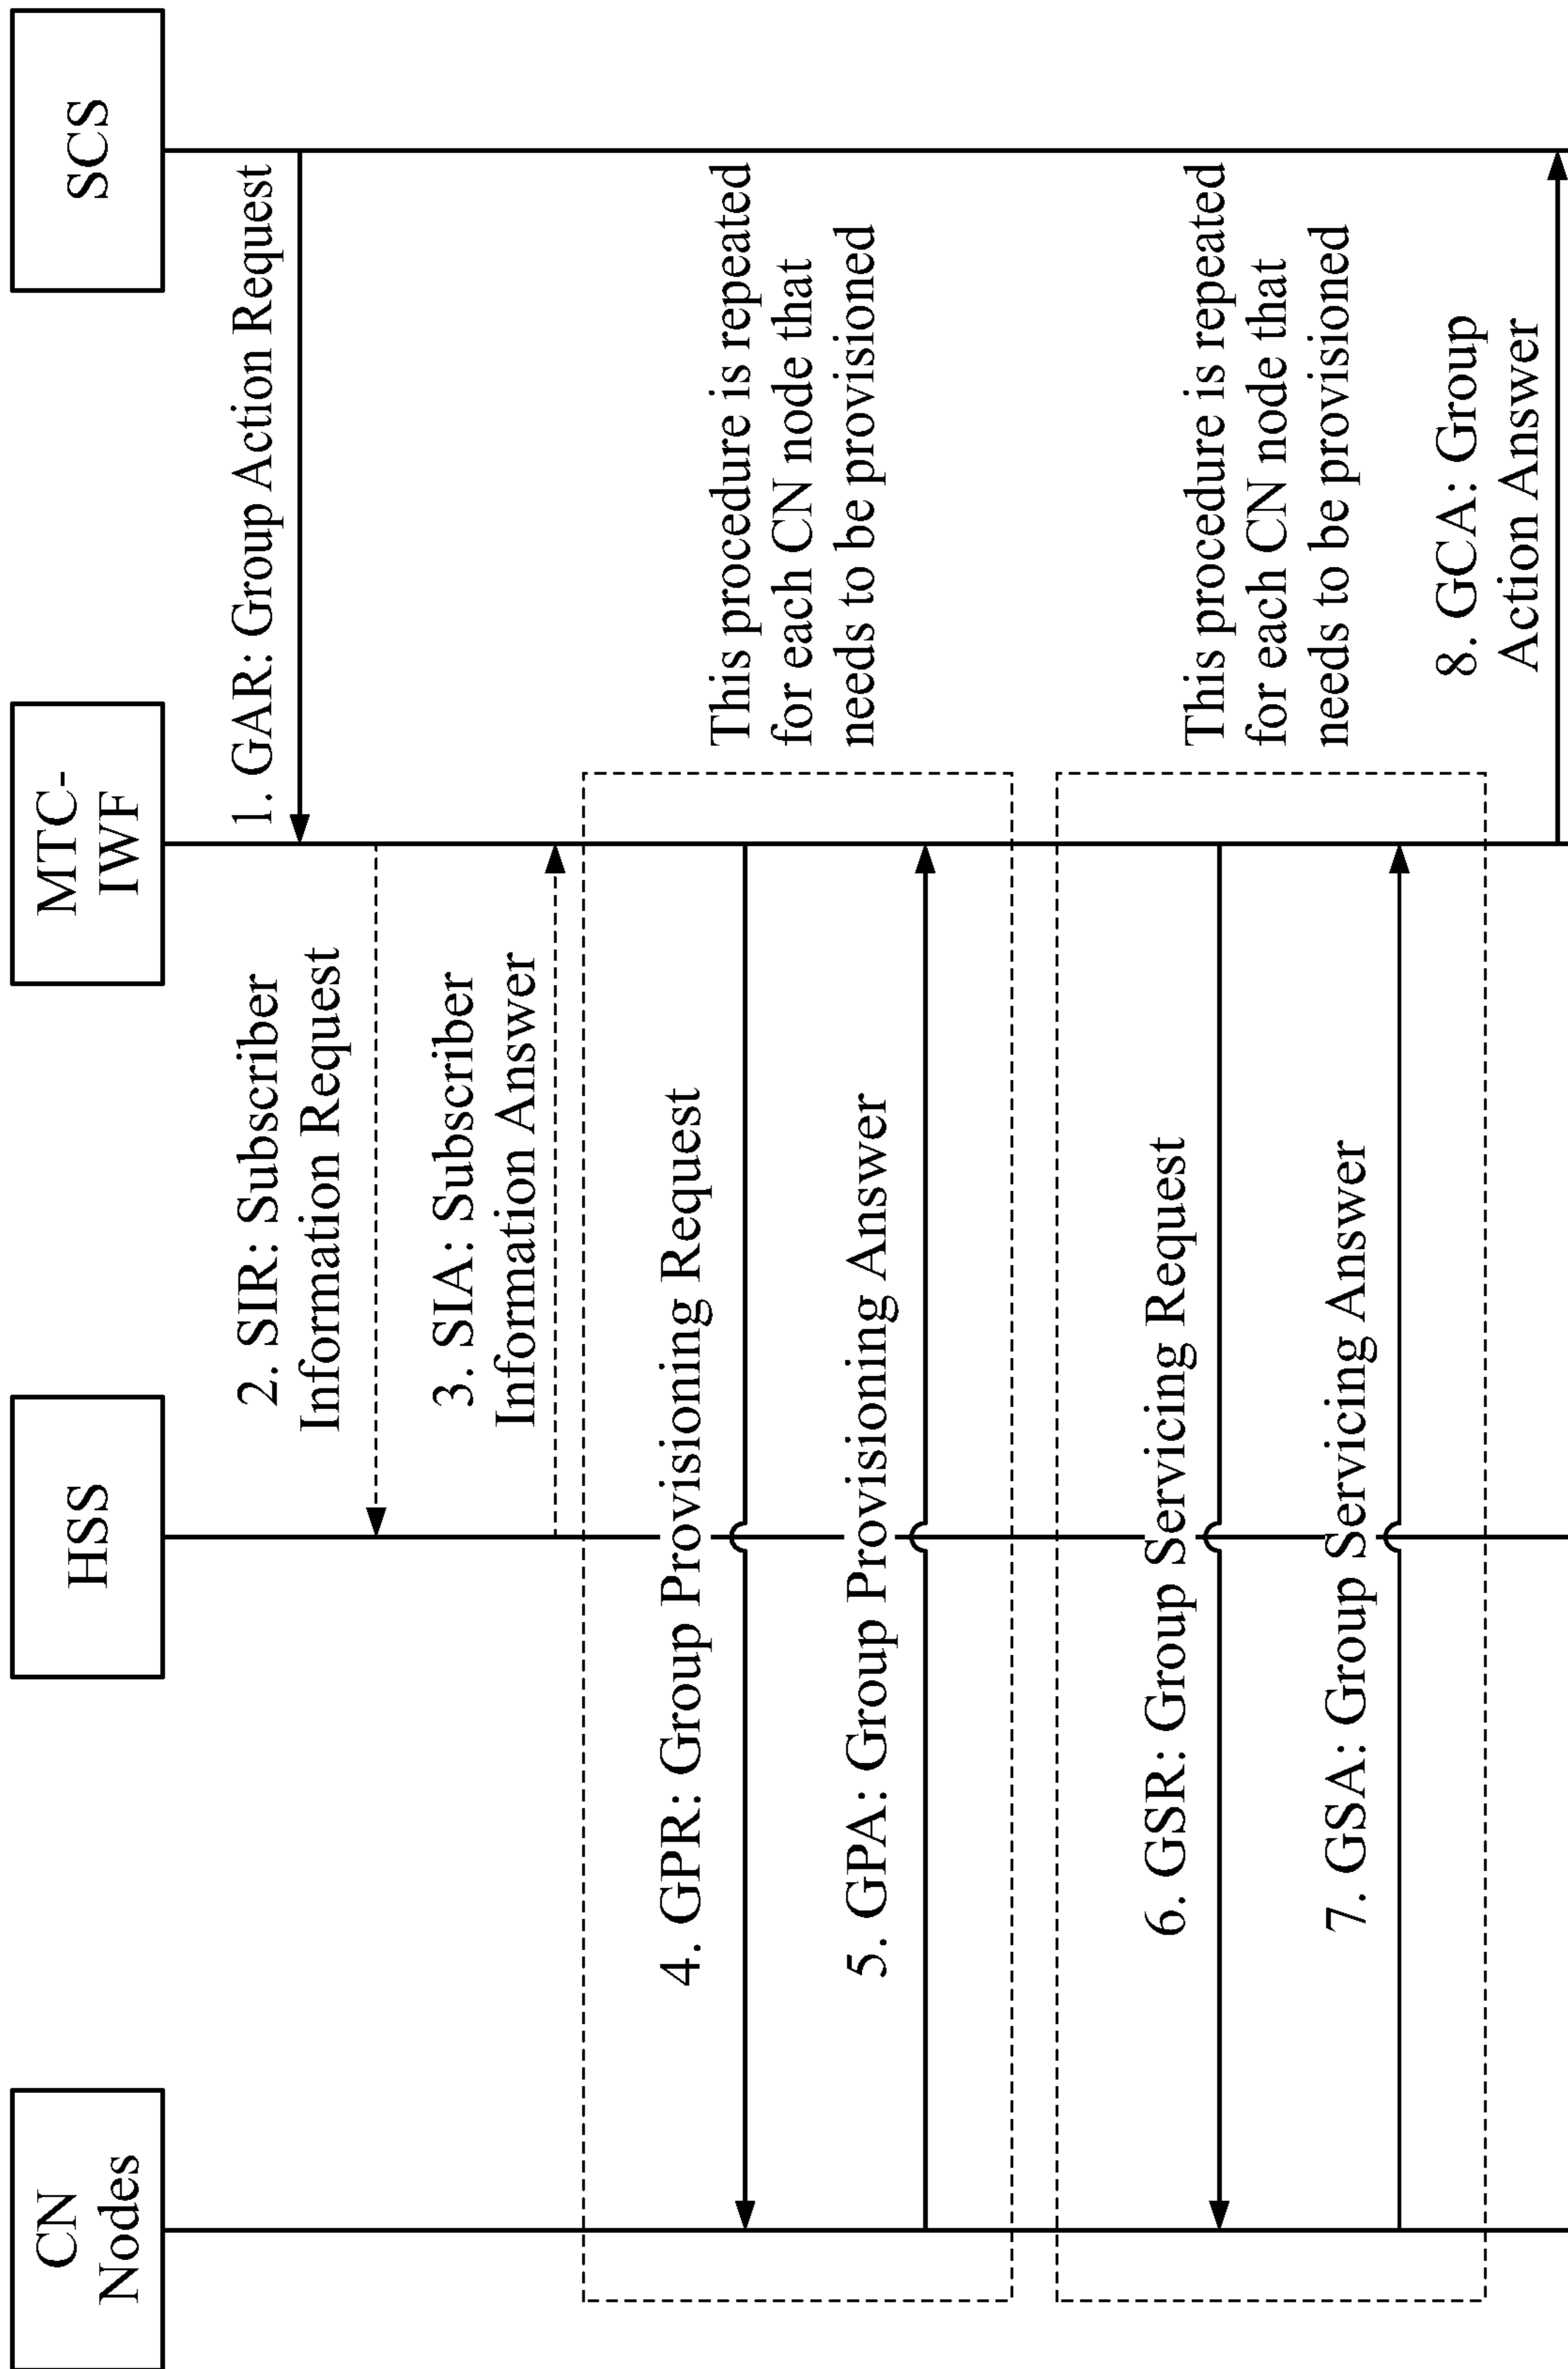 CN
Nodes
HSS
MTC-
IWF
SCS
1. GAR: Group Action Request
2. SIR: Subscriber
Information Request
3. SIA: Subscriber
Information Answer
4. GPR: Group Provisioning Request
This procedure is repeated
for each CN node that
needs to be provisioned
5. GPA: Group Provisioning Answer
6. GSR: Group Servicing Request
This procedure is repeated
for each CN node that
needs to be provisioned
7. GSA: Group Servicing Answer
8. GCA: Group
Action Answer